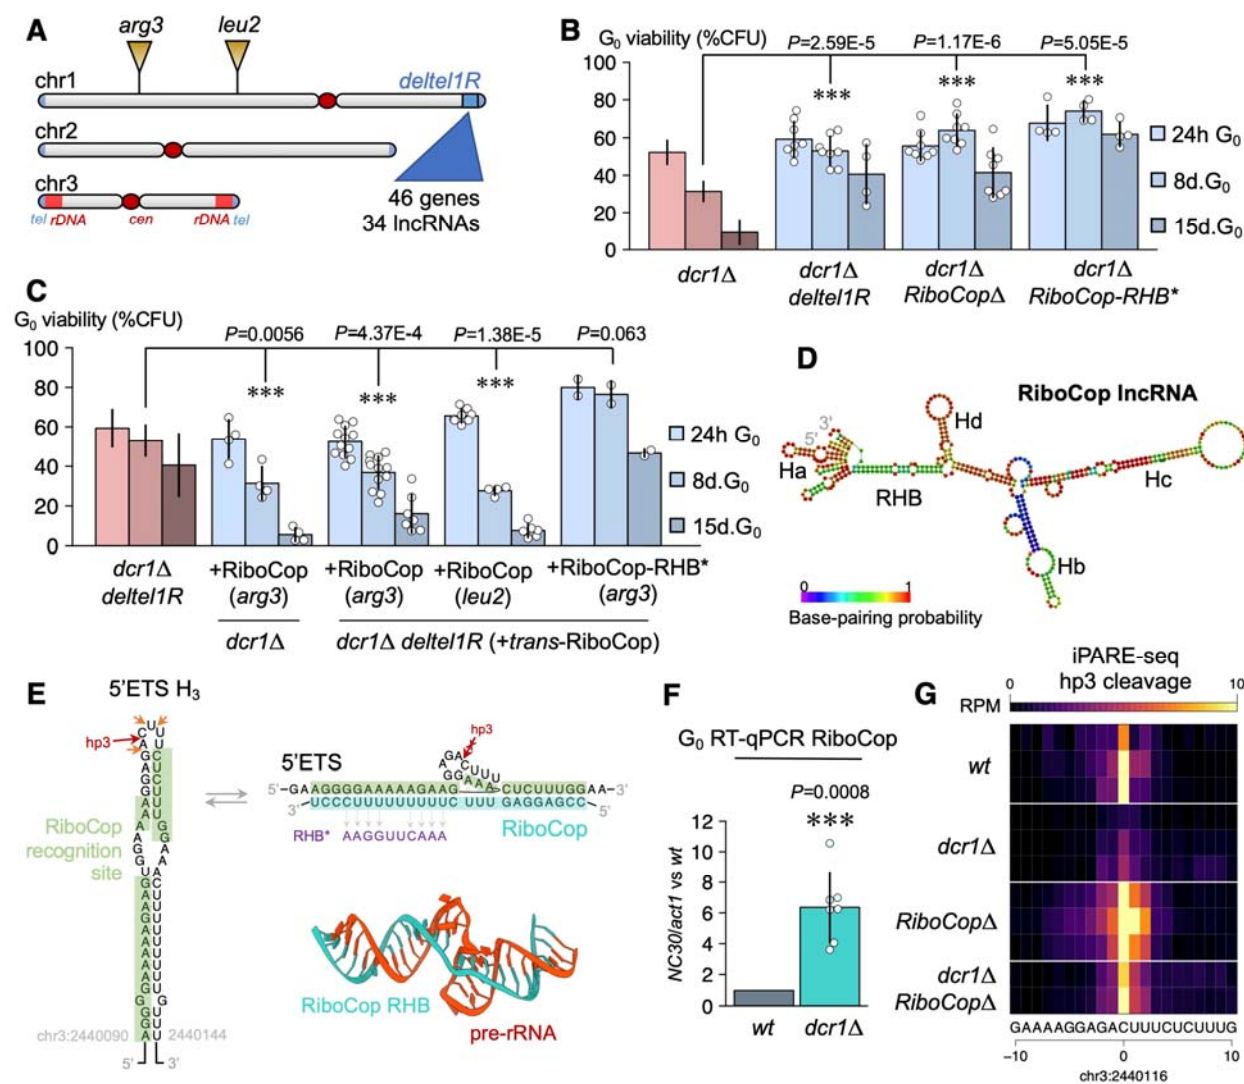 A
arg3
leu2
chr1
deltel1R
chr2
chr3
tel rDNA
cen
rDNA tel
46 genes
34 lncRNAs
B
G0 viability (%CFU)
P=2.59E-5
P=1.17E-6
P=5.05E-5
***
***
***
100
80
60
40
20
0
24h G0
8d.G0
15d.G0
dcr1Δ
dcr1Δ
deltel1R
dcr1Δ
RiboCopΔ
dcr1Δ
RiboCop-RHB*
C
G0 viability (%CFU)
P=0.0056
P=4.37E-4
P=1.38E-5
P=0.063
***
***
***
100
80
60
40
20
0
24h G0
8d.G0
15d.G0
dcr1Δ
deltel1R
+RiboCop
(arg3)
+RiboCop
(arg3)
+RiboCop
(leu2)
+RiboCop-RHB*
(arg3)
dcr1Δ
dcr1Δ deltel1R (+trans-RiboCop)
D
RiboCop lncRNA
Hd
3'
5'
Ha
RHB
Hc
Hb
0
1
Base-pairing probability
E
5'ETS H3
hp3
RiboCop
recognition
site
chr3:2440090
2440144
5'
3'
hp3
5'ETS
5'-GAAGGGGAAAAAGAAG
CUCUUUGGAA-3'
3'
UCCCUUUUUUUUUC UUU GAGGAGCC
5'
RHB*
AAGGUUCAAA
RiboCop
RiboCop RHB
pre-rRNA
F
G0 RT-qPCR RiboCop
P=0.0008
***
NC30/act1 vs wt
12
10
8
6
4
2
0
wt
dcr1Δ
G
iPARE-seq
hp3 cleavage
0
10
RPM
wt
dcr1Δ
RiboCopΔ
dcr1Δ
RiboCopΔ
GAAAAGGAGACUUUCUCUUUG
−10
0
10
chr3:2440116